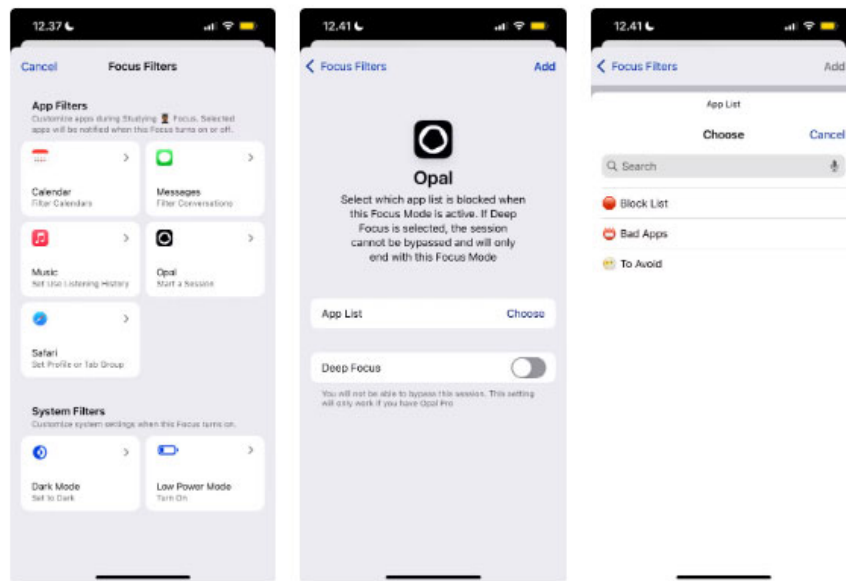 12.37
Cancel
Focus Filters
App Filters
Customize apps during Studying Focus. Selected
apps will be notified when this Focus turns on or off.
Calendar
Filter Calendars
Messages
Filter Conversations
Music
Set Use Listening History
Opal
Start a Session
Safari
Set Profile or Tab Group
System Filters
Customize system settings when this Focus turns on.
Dark Mode
Set to Dark
Low Power Mode
Turn On
12.41
Focus Filters
Add
Opal
Select which app list is blocked when
this Focus Mode is active. If Deep
Focus is selected, the session
cannot be bypassed and will only
end with this Focus Mode
App List
Choose
Deep Focus
You will not be able to bypass this session. This setting
will only work if you have Opal Pro
12.41
Focus Filters
Add
App List
Choose
Cancel
Search
Block List
Bad Apps
To Avoid